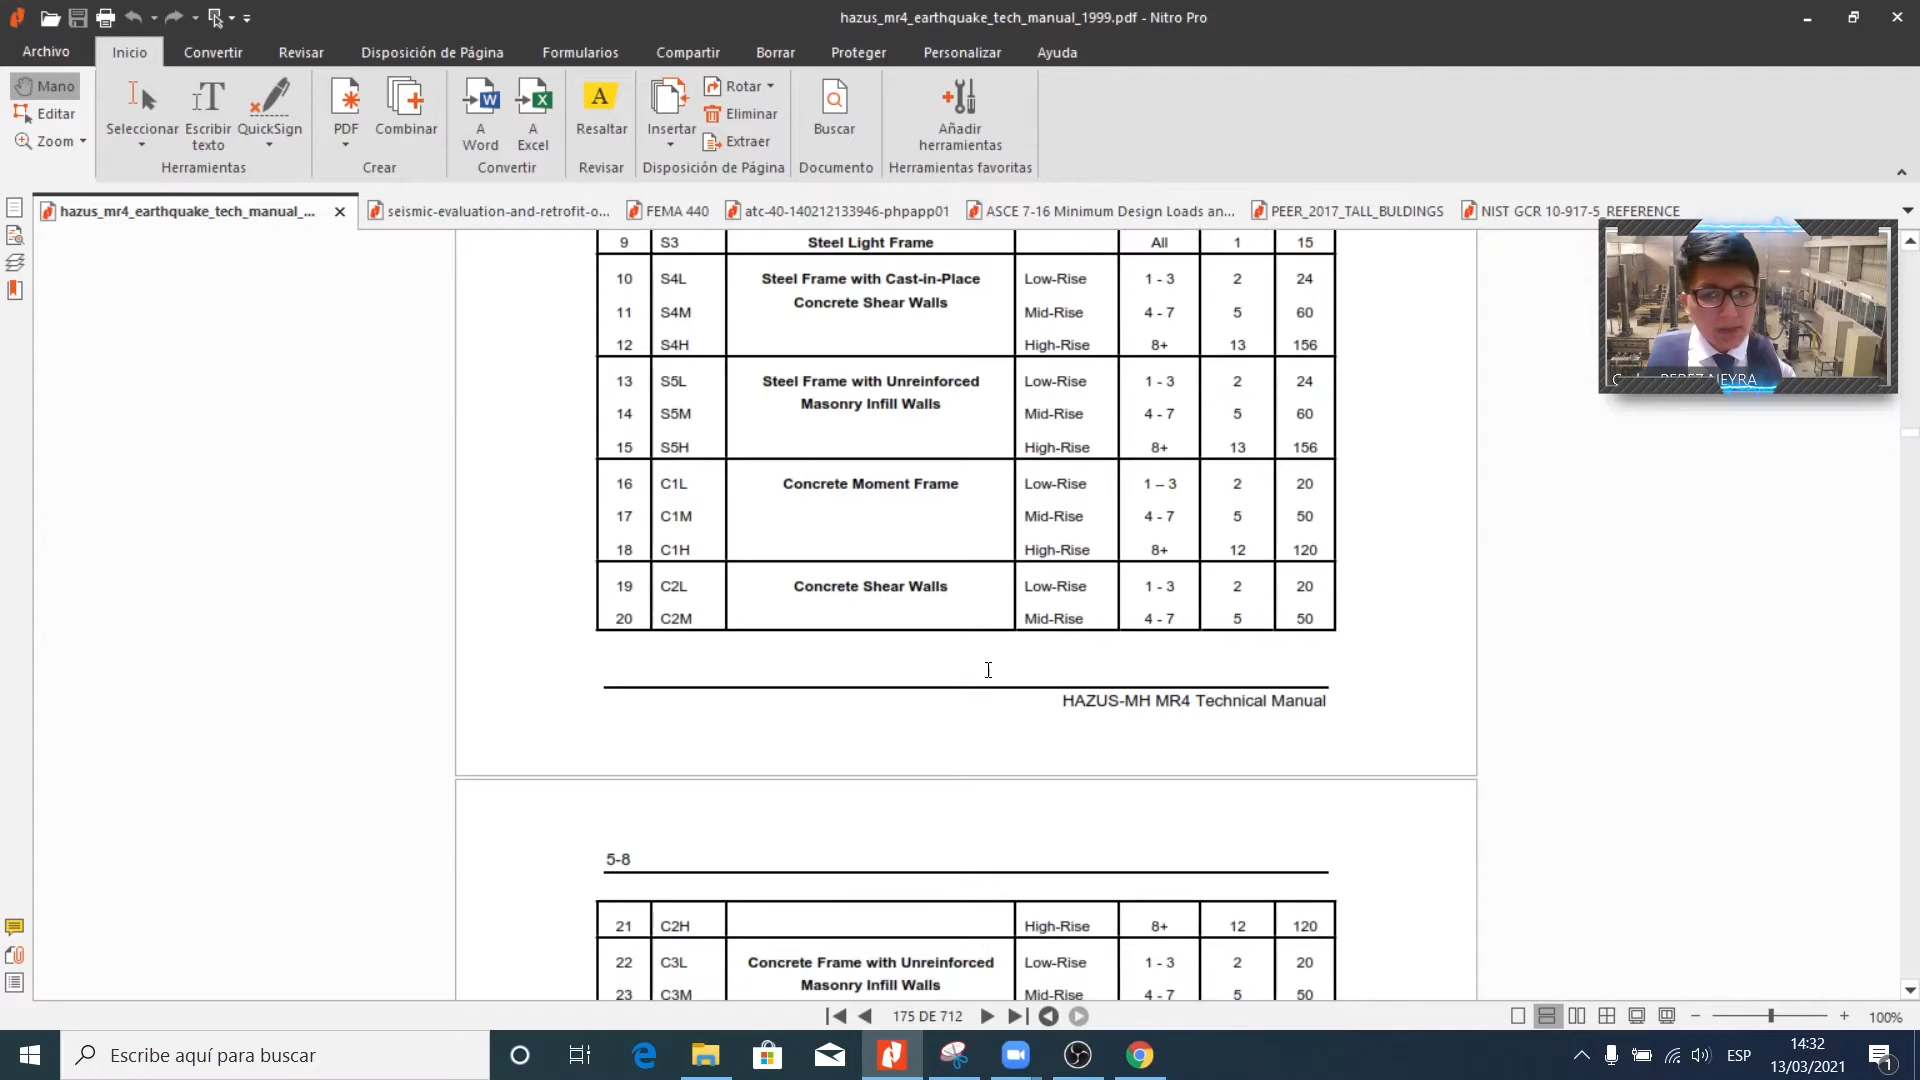 hazus_mr4_earthquake_tech_manual_1999.pdf - Nitro Pro
Archivo Inicio Convertir Revisar Disposición de Página Formularios Compartir Borrar Proteger Personalizar Ayuda
Mano
Editar
Zoom
Seleccionar
Escribir texto
QuickSign
Herramientas
PDF
Combinar
Crear
A Word
A Excel
Convertir
Resaltar
Revisar
Insertar
Rotar
Eliminar
Extraer
Disposición de Página
Buscar
Documento
Añadir herramientas
Herramientas favoritas
hazus_mr4_earthquake_tech_manual_... seismic-evaluation-and-retrofit-o... FEMA 440 atc-40-140212133946-phpapp01 ASCE 7-16 Minimum Design Loads an... PEER_2017_TALL_BULDINGS NIST GCR 10-917-5_REFERENCE
9 S3 Steel Light Frame All 1 15
10 S4L Steel Frame with Cast-in-Place Low-Rise 1 - 3 2 24
Concrete Shear Walls
11 S4M Mid-Rise 4 - 7 5 60
12 S4H High-Rise 8+ 13 156
13 S5L Steel Frame with Unreinforced Low-Rise 1 - 3 2 24
Masonry Infill Walls
14 S5M Mid-Rise 4 - 7 5 60
15 S5H High-Rise 8+ 13 156
16 C1L Concrete Moment Frame Low-Rise 1 – 3 2 20
17 C1M Mid-Rise 4 - 7 5 50
18 C1H High-Rise 8+ 12 120
19 C2L Concrete Shear Walls Low-Rise 1 - 3 2 20
20 C2M Mid-Rise 4 - 7 5 50
HAZUS-MH MR4 Technical Manual
5-8
21 C2H High-Rise 8+ 12 120
22 C3L Concrete Frame with Unreinforced Low-Rise 1 - 3 2 20
Masonry Infill Walls
23 C3M Mid-Rise 4 - 7 5 50
PEREZ NEYRA
175 DE 712
100%
Escribe aquí para buscar
ESP
14:32
13/03/2021
1